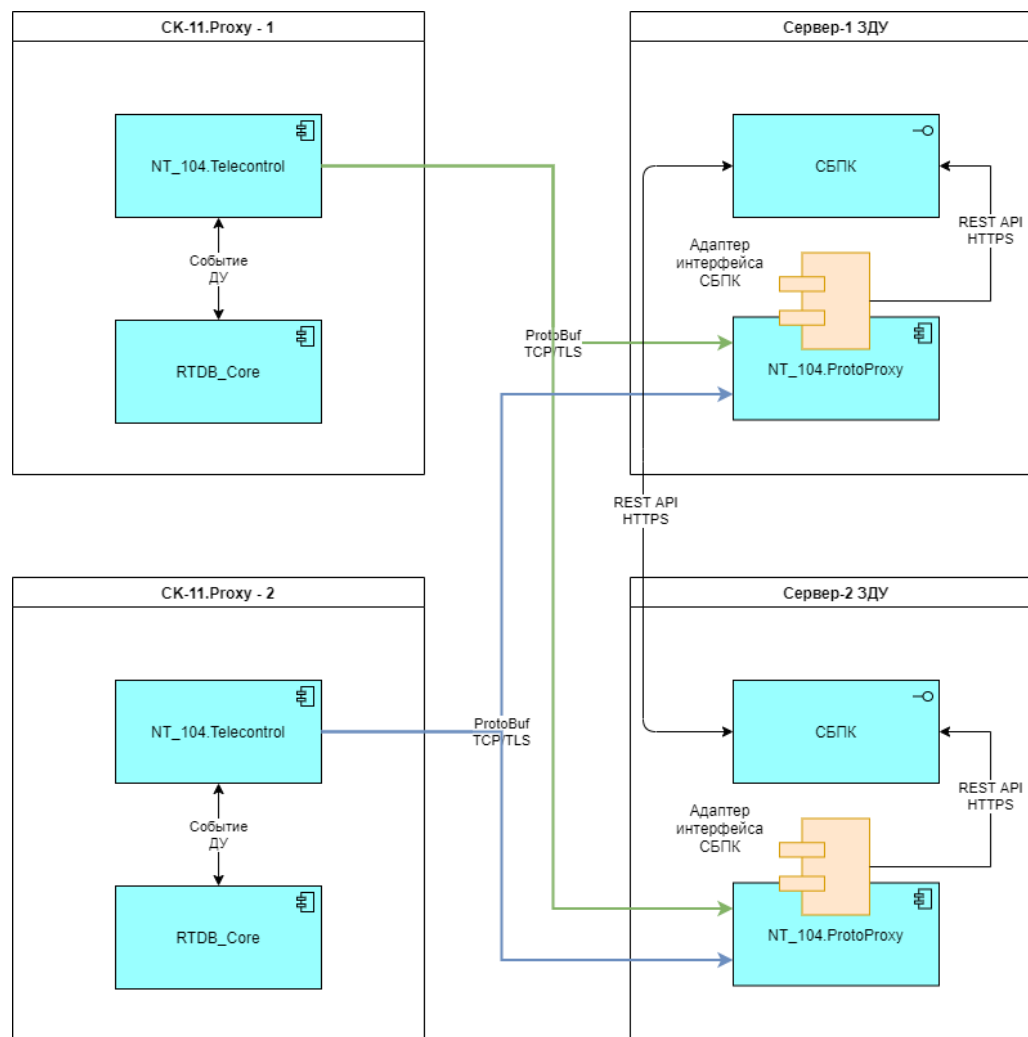 СК-11.Proxy - 1
NT_104.Telecontrol
Событие
ДУ
RTDB_Core
Сервер-1 ЗДУ
СБПК
REST API
HTTPS
Адаптер
интерфейса
СБПК
NT_104.ProtoProxy
ProtoBuf
TCP/TLS
REST API
HTTPS
СК-11.Proxy - 2
NT_104.Telecontrol
Событие
ДУ
RTDB_Core
ProtoBuf
TCP/TLS
Сервер-2 ЗДУ
СБПК
REST API
HTTPS
Адаптер
интерфейса
СБПК
NT_104.ProtoProxy